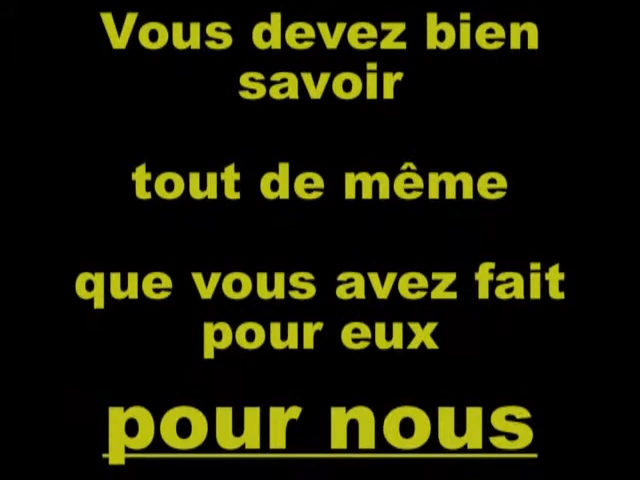 Vous devez bien
savoir
tout de même
que vous avez fait
pour eux
pour nous